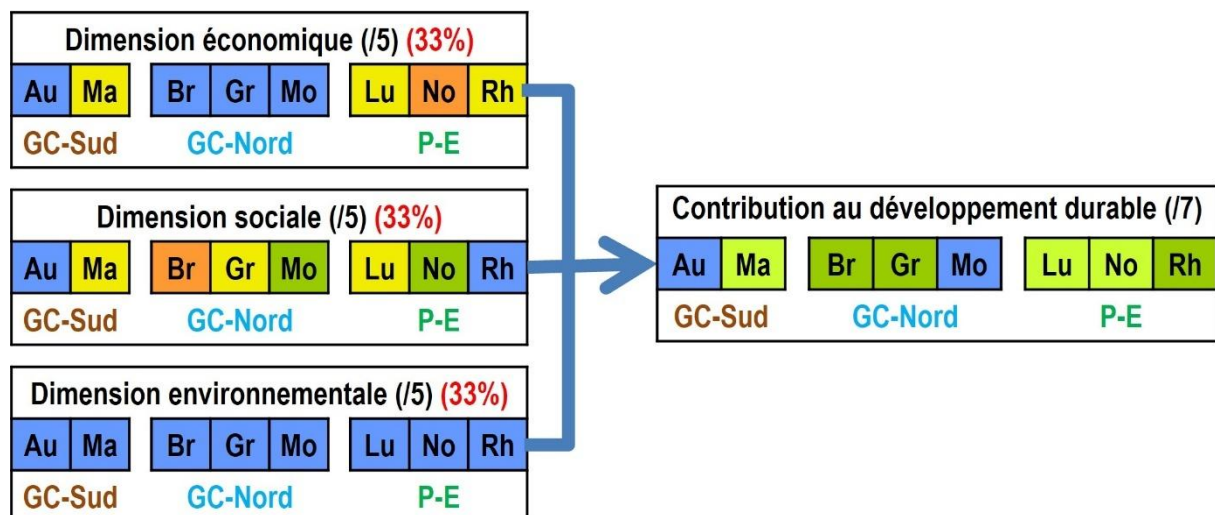 Dimension économique (/5) (33%)
Au Ma Br Gr Mo Lu No Rh
GC-Sud GC-Nord P-E
Dimension sociale (/5) (33%)
Au Ma Br Gr Mo Lu No Rh
GC-Sud GC-Nord P-E
Dimension environnementale (/5) (33%)
Au Ma Br Gr Mo Lu No Rh
GC-Sud GC-Nord P-E
Contribution au développement durable (/7)
Au Ma Br Gr Mo Lu No Rh
GC-Sud GC-Nord P-E